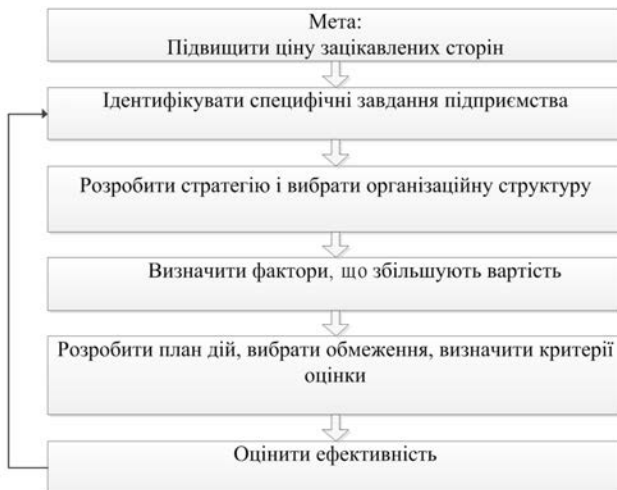 Мета:
Підвищити ціну зацікавлених сторін
Ідентифікувати специфічні завдання підприємства
Розробити стратегію і вибрати організаційну структуру
Визначити фактори, що збільшують вартість
Розробити план дій, вибрати обмеження, визначити критерії
оцінки
Оцінити ефективність